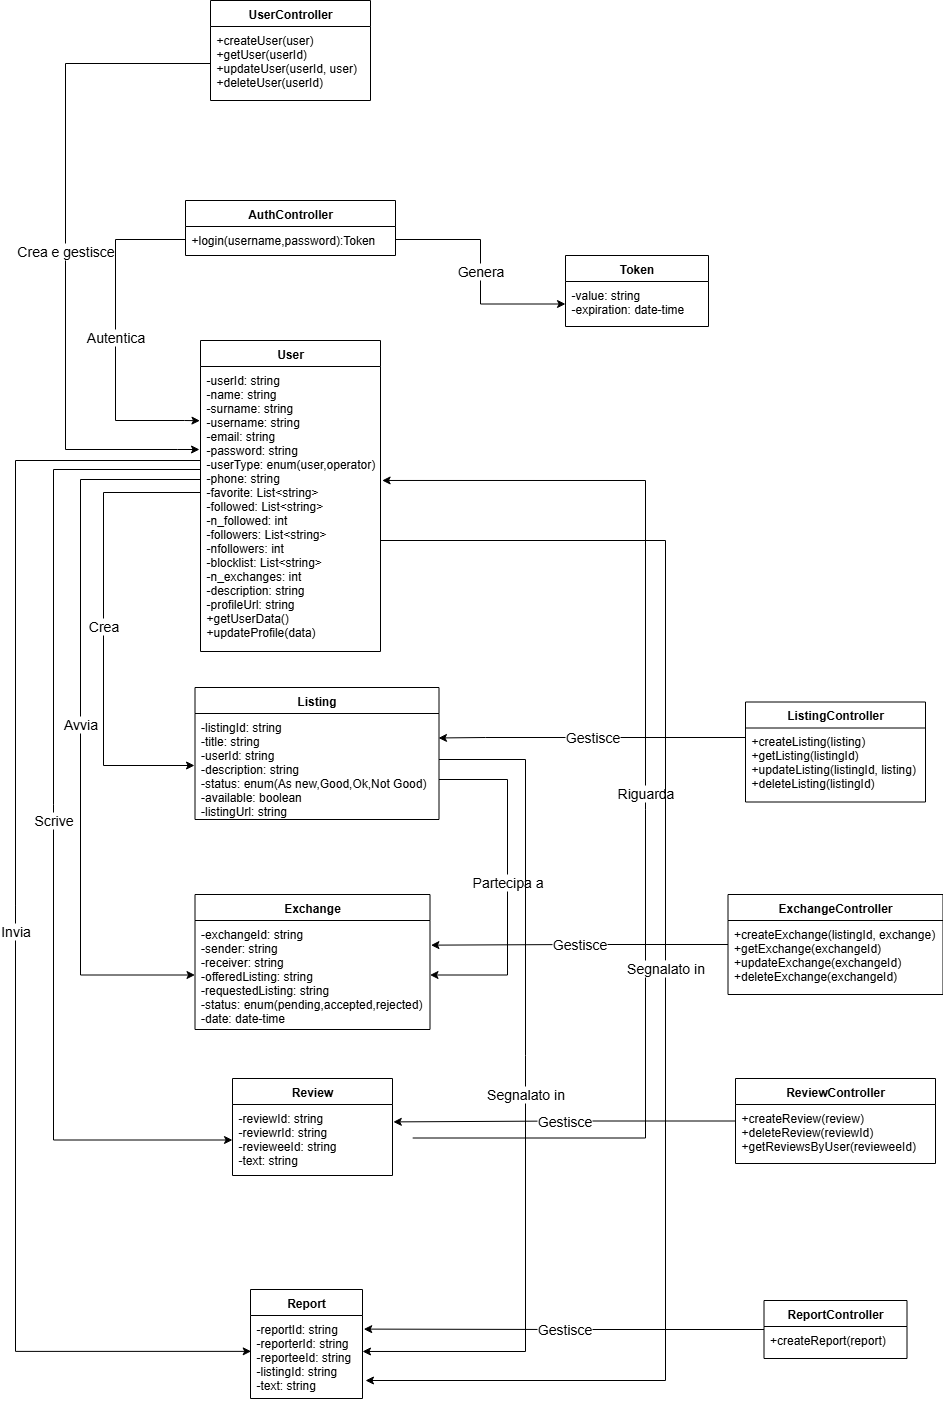 UserController
+createUser(user)
+getUser(userId)
+updateUser(userId, user)
+deleteUser(userId)
Crea e gestisce
AuthController
+login(username,password):Token
Genera
Token
-value: string
-expiration: date-time
Autentica
User
-userId: string
-name: string
-surname: string
-username: string
-email: string
-password: string
-userType: enum(user,operator)
-phone: string
-favorite: List<string>
-followed: List<string>
-n_followed: int
-followers: List<string>
-nfollowers: int
-blocklist: List<string>
-n_exchanges: int
-description: string
-profileUrl: string
+getUserData()
+updateProfile(data)
Crea
Avvia
Scrive
Invia
Listing
-listingId: string
-title: string
-userId: string
-description: string
-status: enum(As new,Good,Ok,Not Good)
-available: boolean
-listingUrl: string
Gestisce
ListingController
+createListing(listing)
+getListing(listingId)
+updateListing(listingId, listing)
+deleteListing(listingId)
Riguarda
Partecipa a
Exchange
-exchangeId: string
-sender: string
-receiver: string
-offeredListing: string
-requestedListing: string
-status: enum(pending,accepted,rejected)
-date: date-time
Gestisce
ExchangeController
+createExchange(listingId, exchange)
+getExchange(exchangeId)
+updateExchange(exchangeId)
+deleteExchange(exchangeId)
Segnalato in
Review
-reviewId: string
-reviewrId: string
-revieweeId: string
-text: string
Segnalato in
Gestisce
ReviewController
+createReview(review)
+deleteReview(reviewId)
+getReviewsByUser(revieweeId)
Report
-reportId: string
-reporterId: string
-reporteeId: string
-listingId: string
-text: string
Gestisce
ReportController
+createReport(report)